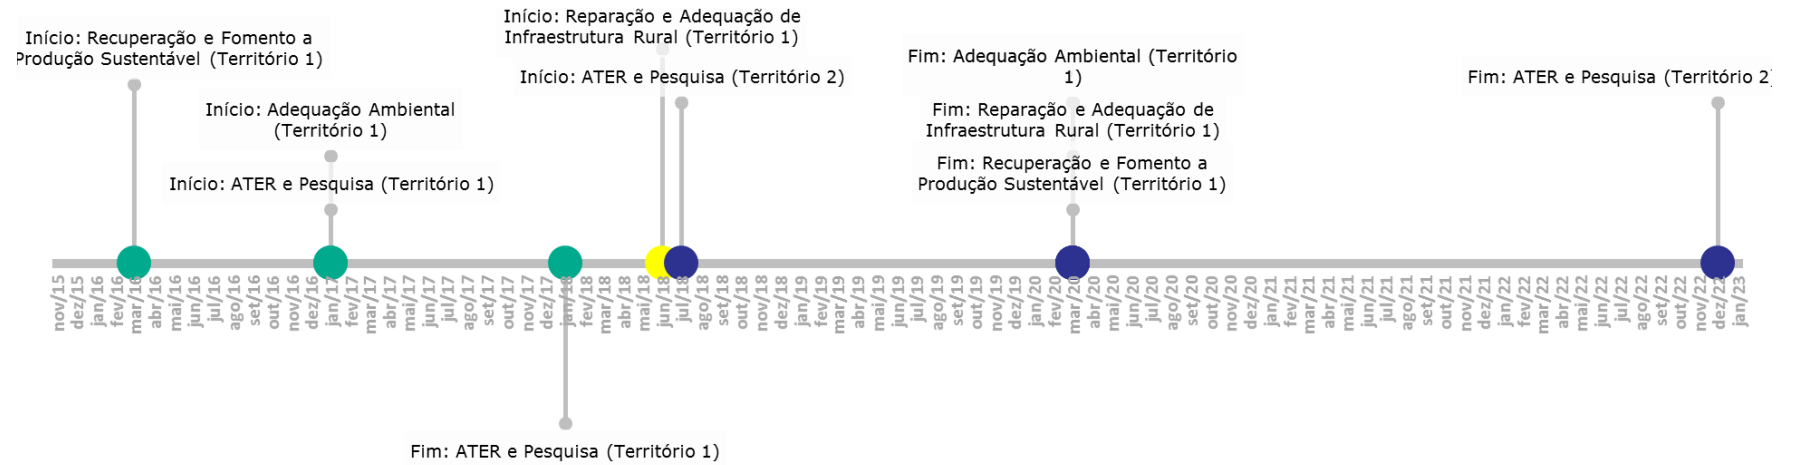 Início: Recuperação e Fomento a
Produção Sustentável (Território 1)
Início: Adequação Ambiental
(Território 1)
Início: ATER e Pesquisa (Território 1)
Início: Reparação e Adequação de
Infraestrutura Rural (Território 1)
Início: ATER e Pesquisa (Território 2)
Fim: Adequação Ambiental (Território
1)
Fim: Reparação e Adequação de
Infraestrutura Rural (Território 1)
Fim: Recuperação e Fomento a
Produção Sustentável (Território 1)
Fim: ATER e Pesquisa (Território 2)
nov/15
dez/15
jan/16
fev/16
mar/16
abr/16
mai/16
jun/16
jul/16
ago/16
set/16
out/16
nov/16
dez/16
jan/17
fev/17
mar/17
abr/17
mai/17
jun/17
jul/17
ago/17
set/17
out/17
nov/17
dez/17
jan/18
fev/18
mar/18
abr/18
mai/18
jun/18
jul/18
ago/18
set/18
out/18
nov/18
dez/18
jan/19
fev/19
mar/19
abr/19
mai/19
jun/19
jul/19
ago/19
set/19
out/19
nov/19
dez/19
jan/20
fev/20
mar/20
abr/20
mai/20
jun/20
jul/20
ago/20
set/20
out/20
nov/20
dez/20
jan/21
fev/21
mar/21
abr/21
mai/21
jun/21
jul/21
ago/21
set/21
out/21
nov/21
dez/21
jan/22
fev/22
mar/22
abr/22
mai/22
jun/22
jul/22
ago/22
set/22
out/22
nov/22
dez/22
jan/23
Fim: ATER e Pesquisa (Território 1)